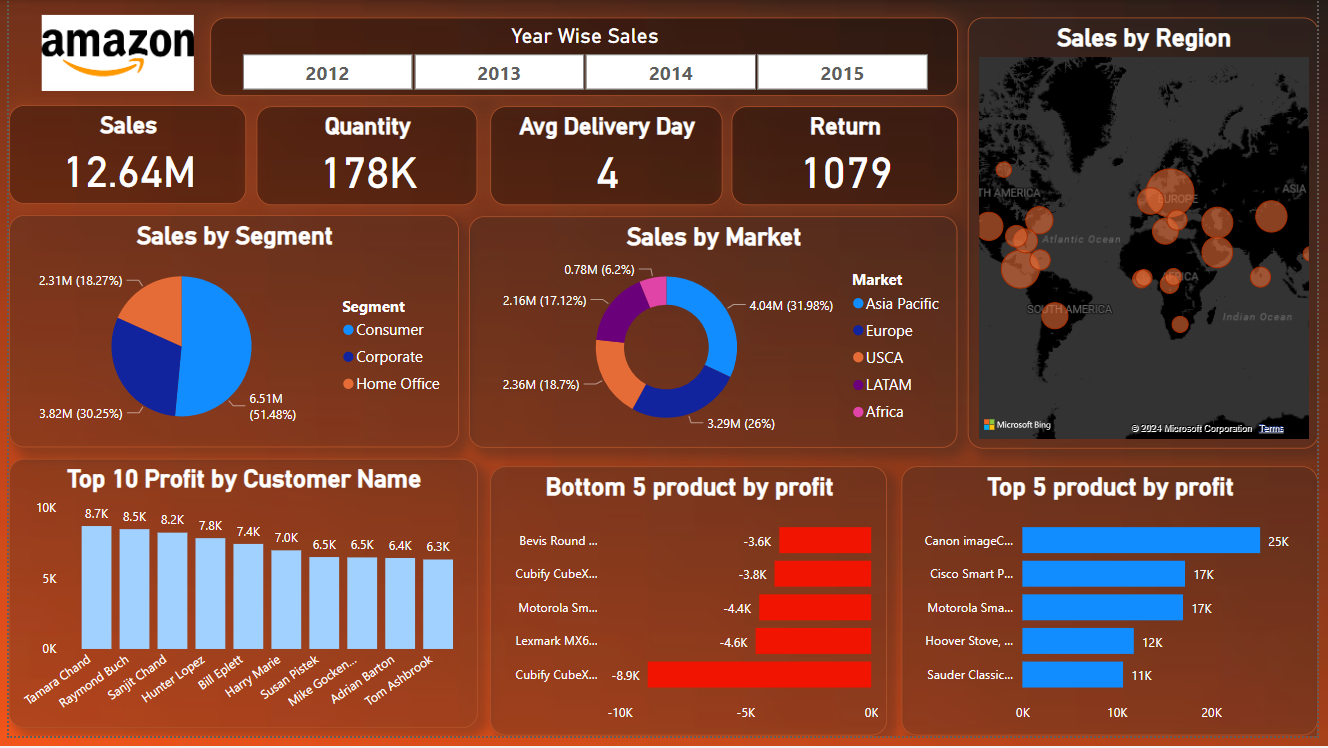 amazon
Year Wise Sales
2012
2013
2014
2015
Sales
12.64M
Quantity
178K
Avg Delivery Day
4
Return
1079
Sales by Region
TH AMERICA
EUROPE
ASIA
Atlantic Ocean
AFRICA
SOUTH AMERICA
Indian Ocean
Microsoft Bing
© 2024 Microsoft Corporation Terms
Sales by Segment
2.31M (18.27%)
3.82M (30.25%)
6.51M
(51.48%)
Segment
Consumer
Corporate
Home Office
Sales by Market
0.78M (6.2%)
2.16M (17.12%)
4.04M (31.98%)
2.36M (18.7%)
3.29M (26%)
Market
Asia Pacific
Europe
USCA
LATAM
Africa
Top 10 Profit by Customer Name
10K
5K
0K
8.7K
8.5K
8.2K
7.8K
7.4K
7.0K
6.5K
6.5K
6.4K
6.3K
Tamara Chand
Raymond Buch
Sanjit Chand
Hunter Lopez
Bill Eplett
Harry Marie
Susan Pistek
Mike Gocken...
Adrian Barton
Tom Ashbrook
Bottom 5 product by profit
Bevis Round ... -3.6K
Cubify CubeX... -3.8K
Motorola Sm... -4.4K
Lexmark MX6... -4.6K
Cubify CubeX... -8.9K
-10K -5K 0K
Top 5 product by profit
Canon imageC... 25K
Cisco Smart P... 17K
Motorola Sma... 17K
Hoover Stove, ... 12K
Sauder Classic... 11K
0K 10K 20K